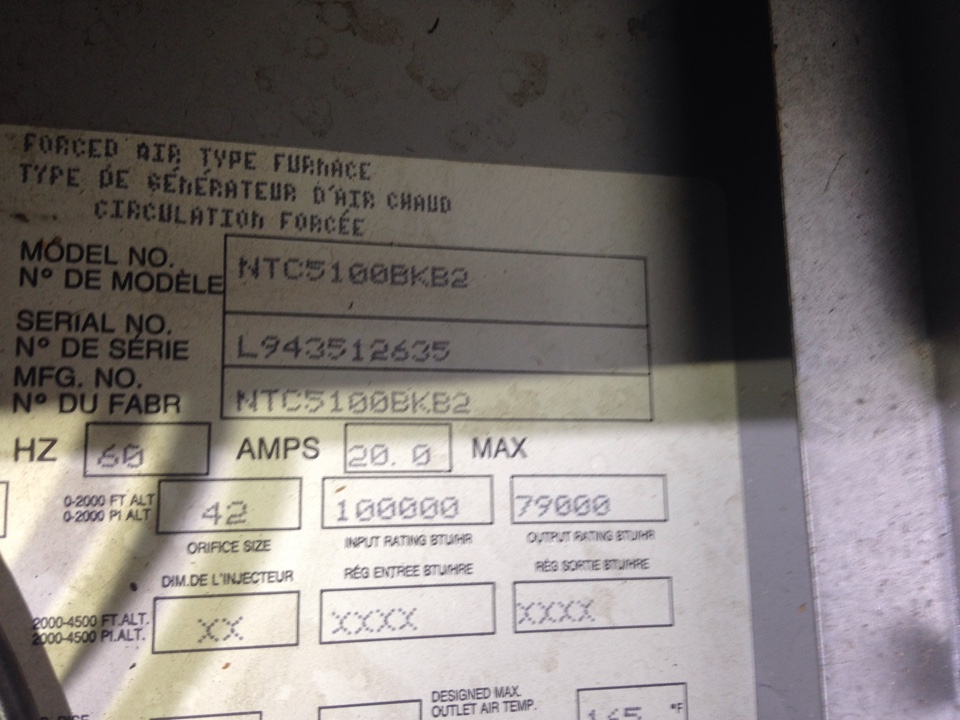 FORCED AIR TYPE FURNACE
TYPE DE GÉNÉRATEUR D'AIR CHAUD
CIRCULATION FORCÉE
MODEL NO.
N° DE MODÈLE NTC5100BKB2
SERIAL NO.
N° DE SÉRIE L943512635
MFG. NO.
N° DU FABR NTC5100BKB2
HZ 60 AMPS 20.0 MAX
0-2000 FT ALT
0-2000 PI ALT 42 100000 79000
ORIFICE SIZE INPUT RATING BTU/HR OUTPUT RATING BTU/HR
DIM.DE L'INJECTEUR RÉG ENTREE BTU/HRE RÉG SORTIE BTU/HRE
2000-4500 FT.ALT.
2000-4500 PI.ALT. XX XXXX XXXX
DESIGNED MAX.
OUTLET AIR TEMP. 165 °F